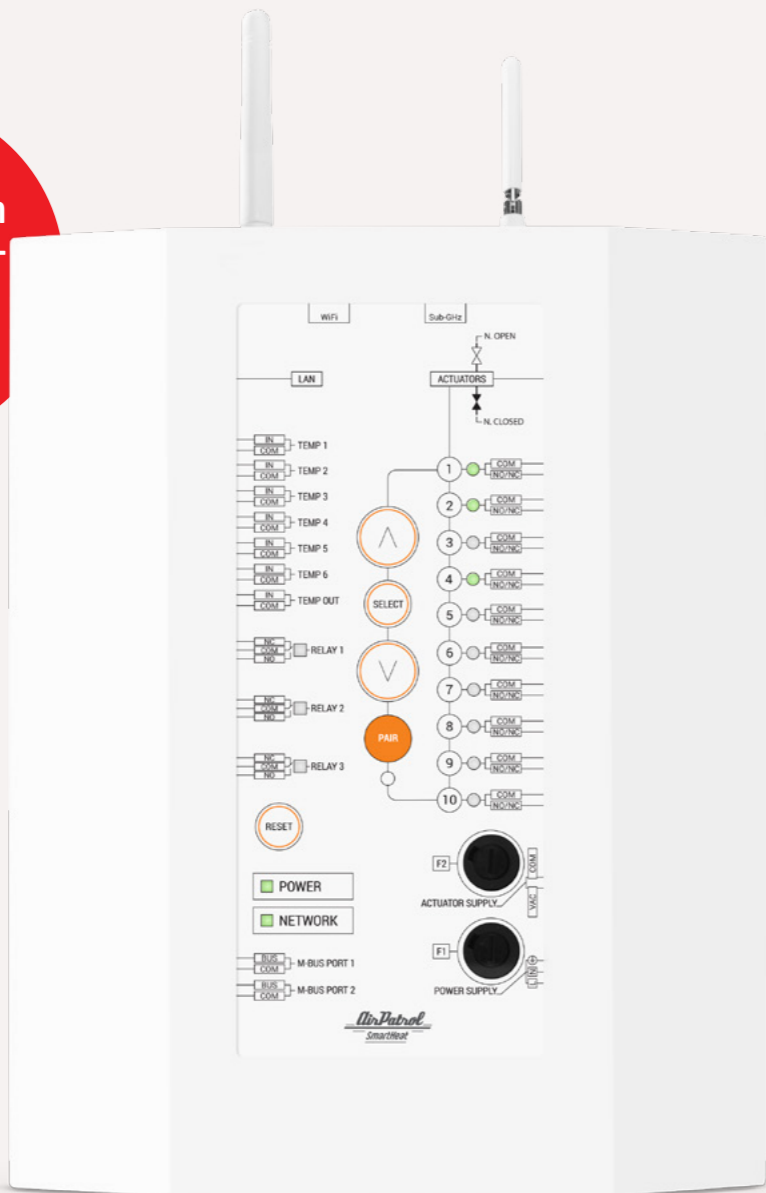 WiFi
Sub-GHz
N. OPEN
LAN
ACTUATORS
N. CLOSED
IN
COM
TEMP 1
IN
COM
TEMP 2
IN
COM
TEMP 3
IN
COM
TEMP 4
IN
COM
TEMP 5
IN
COM
TEMP 6
IN
COM
TEMP OUT
NC
COM
NO
RELAY 1
NC
COM
NO
RELAY 2
NC
COM
NO
RELAY 3
SELECT
PAIR
1
COM
NO/NC
2
COM
NO/NC
3
COM
NO/NC
4
COM
NO/NC
5
COM
NO/NC
6
COM
NO/NC
7
COM
NO/NC
8
COM
NO/NC
9
COM
NO/NC
10
COM
NO/NC
RESET
POWER
NETWORK
F2
COM
VAC
ACTUATOR SUPPLY
F1
L
N
POWER SUPPLY
BUS
COM
M-BUS PORT 1
BUS
COM
M-BUS PORT 2
AirPatrol
SmartHeat